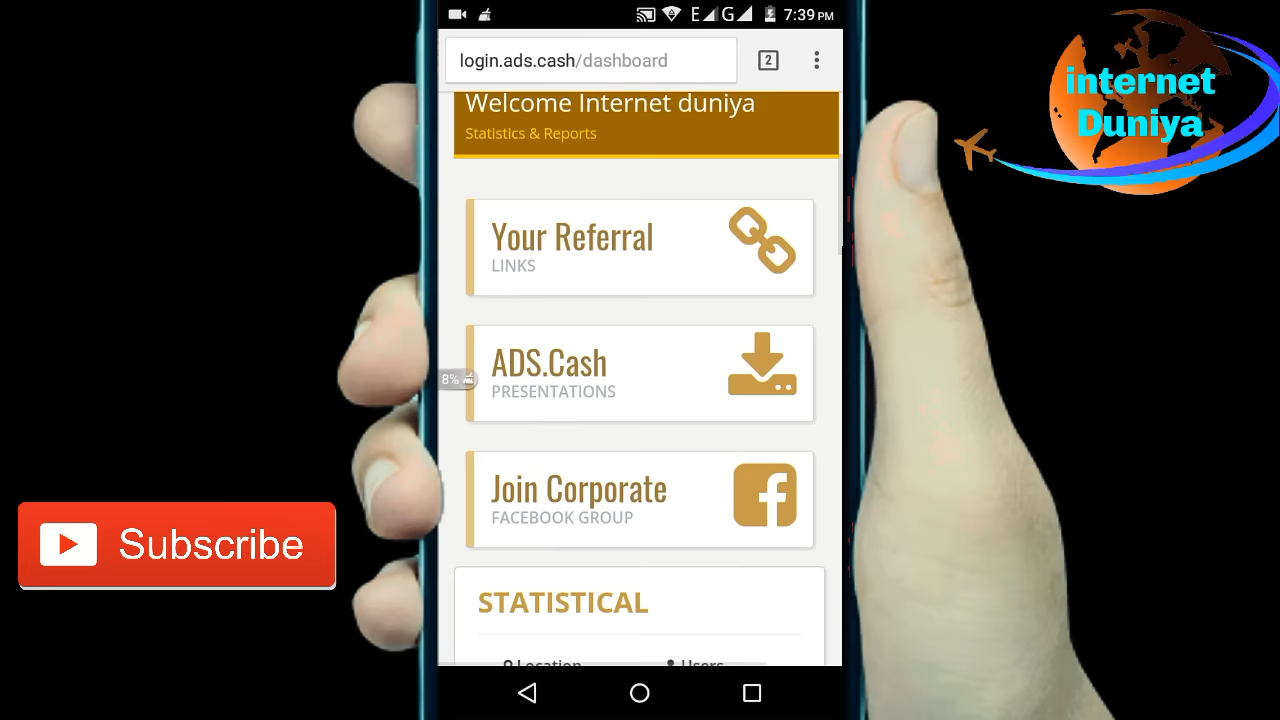 E G 7:39 PM
login.ads.cash/dashboard
2
Welcome Internet duniya
Statistics & Reports
Your Referral
LINKS
8%
ADS.Cash
PRESENTATIONS
Join Corporate
FACEBOOK GROUP
STATISTICAL
Location Users
internet
Duniya
Subscribe